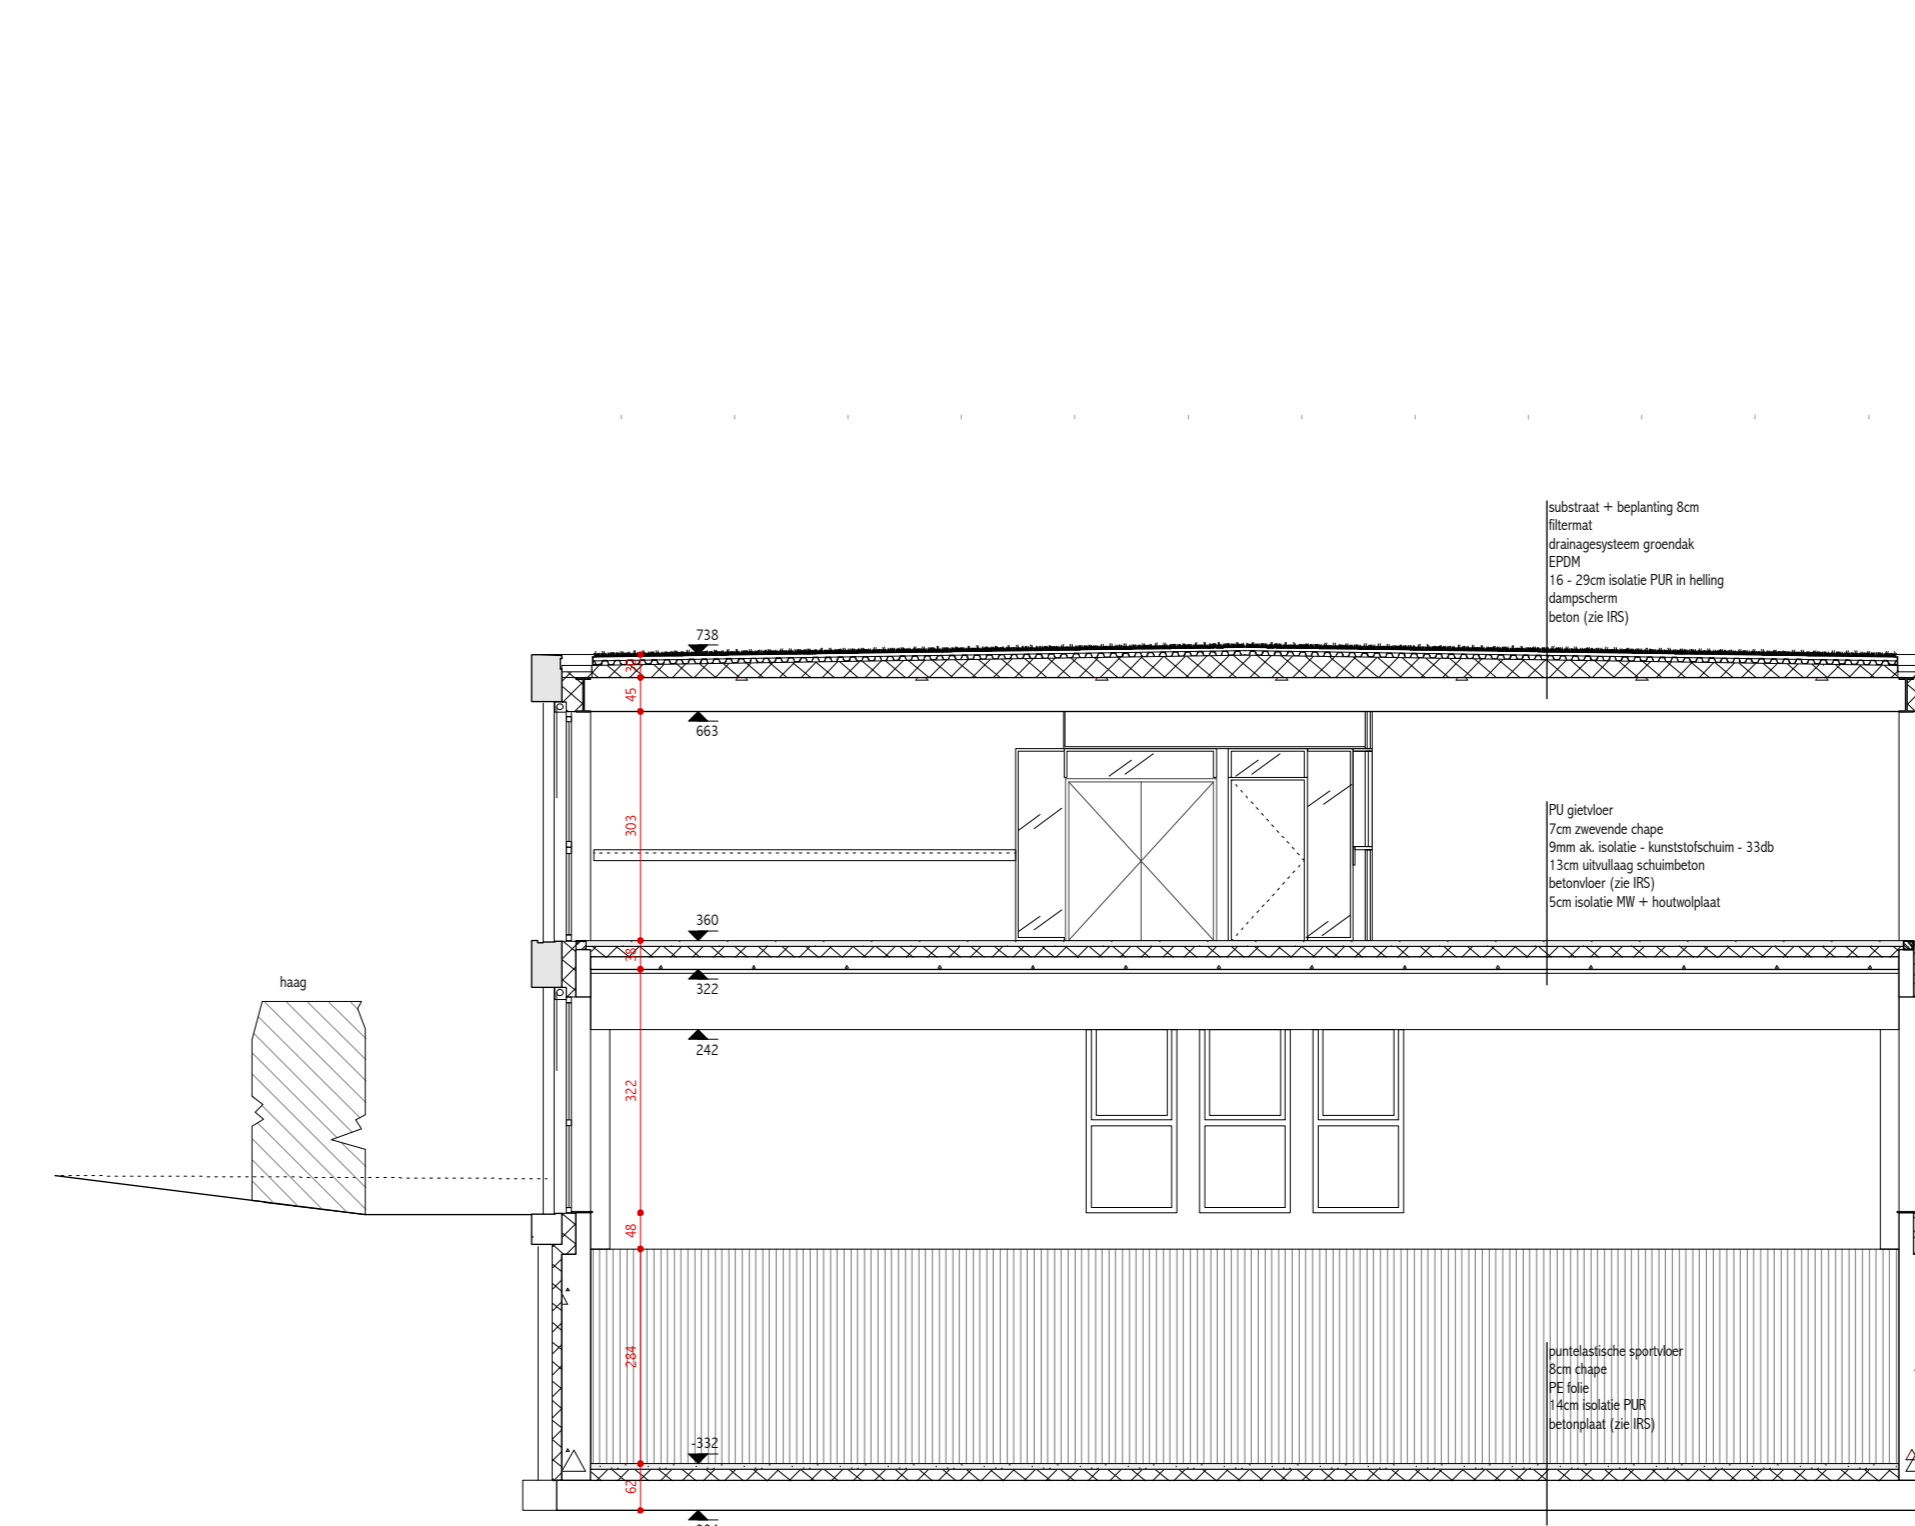 substraat + beplanting 8cm
filtermat
drainagesysteem groendak
EPDM
16 - 29cm isolatie PUR in helling
dampscherm
beton (zie IRS)
738
30
45
663
303
PU gietvloer
7cm zwevende chape
9mm ak. isolatie - kunststofschuim - 33db
13cm uitvullaag schuimbeton
betonvloer (zie IRS)
5cm isolatie MW + houtwolplaat
360
38
322
haag
242
322
48
284
puntelastische sportvloer
8cm chape
PE folie
14cm isolatie PUR
betonplaat (zie IRS)
-332
62